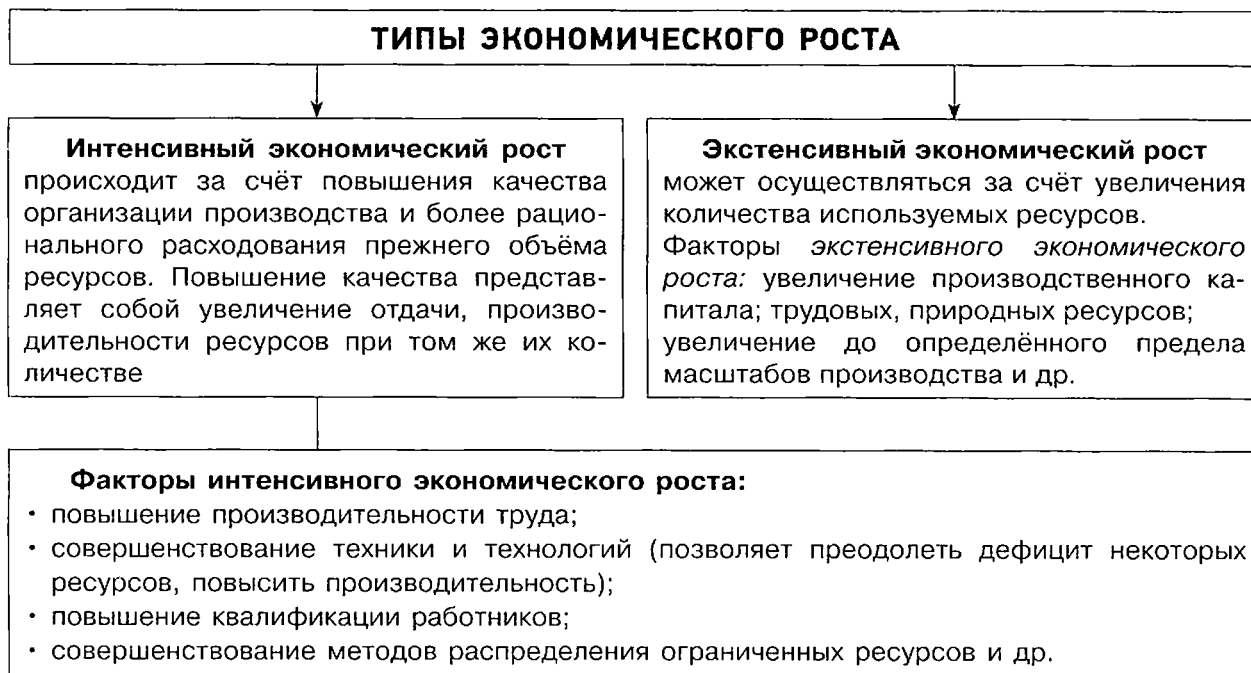 ТИПЫ ЭКОНОМИЧЕСКОГО РОСТА
Интенсивный экономический рост
происходит за счёт повышения качества
организации производства и более рацио-
нального расходования прежнего объёма
ресурсов. Повышение качества представ-
ляет собой увеличение отдачи, произво-
дительности ресурсов при том же их ко-
личестве
Экстенсивный экономический рост
может осуществляться за счёт увеличения
количества используемых ресурсов.
Факторы экстенсивного экономического
роста: увеличение производственного ка-
питала; трудовых, природных ресурсов;
увеличение до определённого предела
масштабов производства и др.
Факторы интенсивного экономического роста:
• повышение производительности труда;
• совершенствование техники и технологий (позволяет преодолеть дефицит некоторых
ресурсов, повысить производительность);
• повышение квалификации работников;
• совершенствование методов распределения ограниченных ресурсов и др.